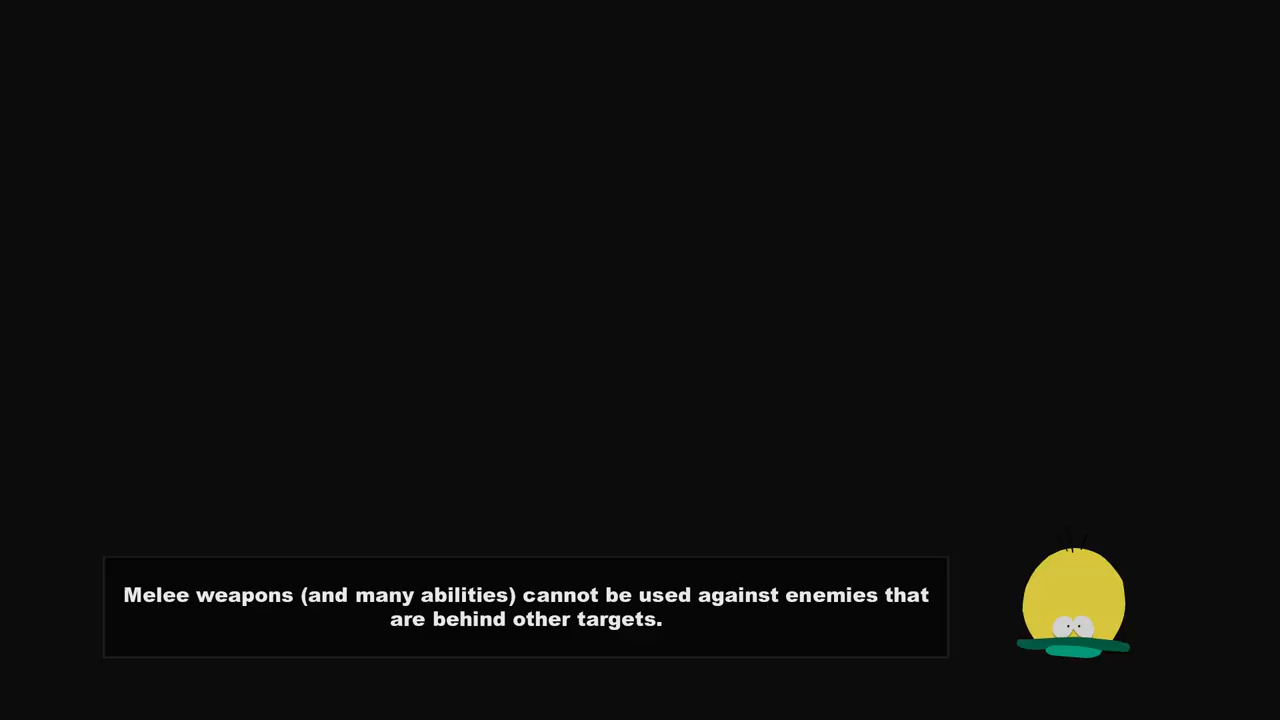 Melee weapons (and many abilities) cannot be used against enemies that
are behind other targets.